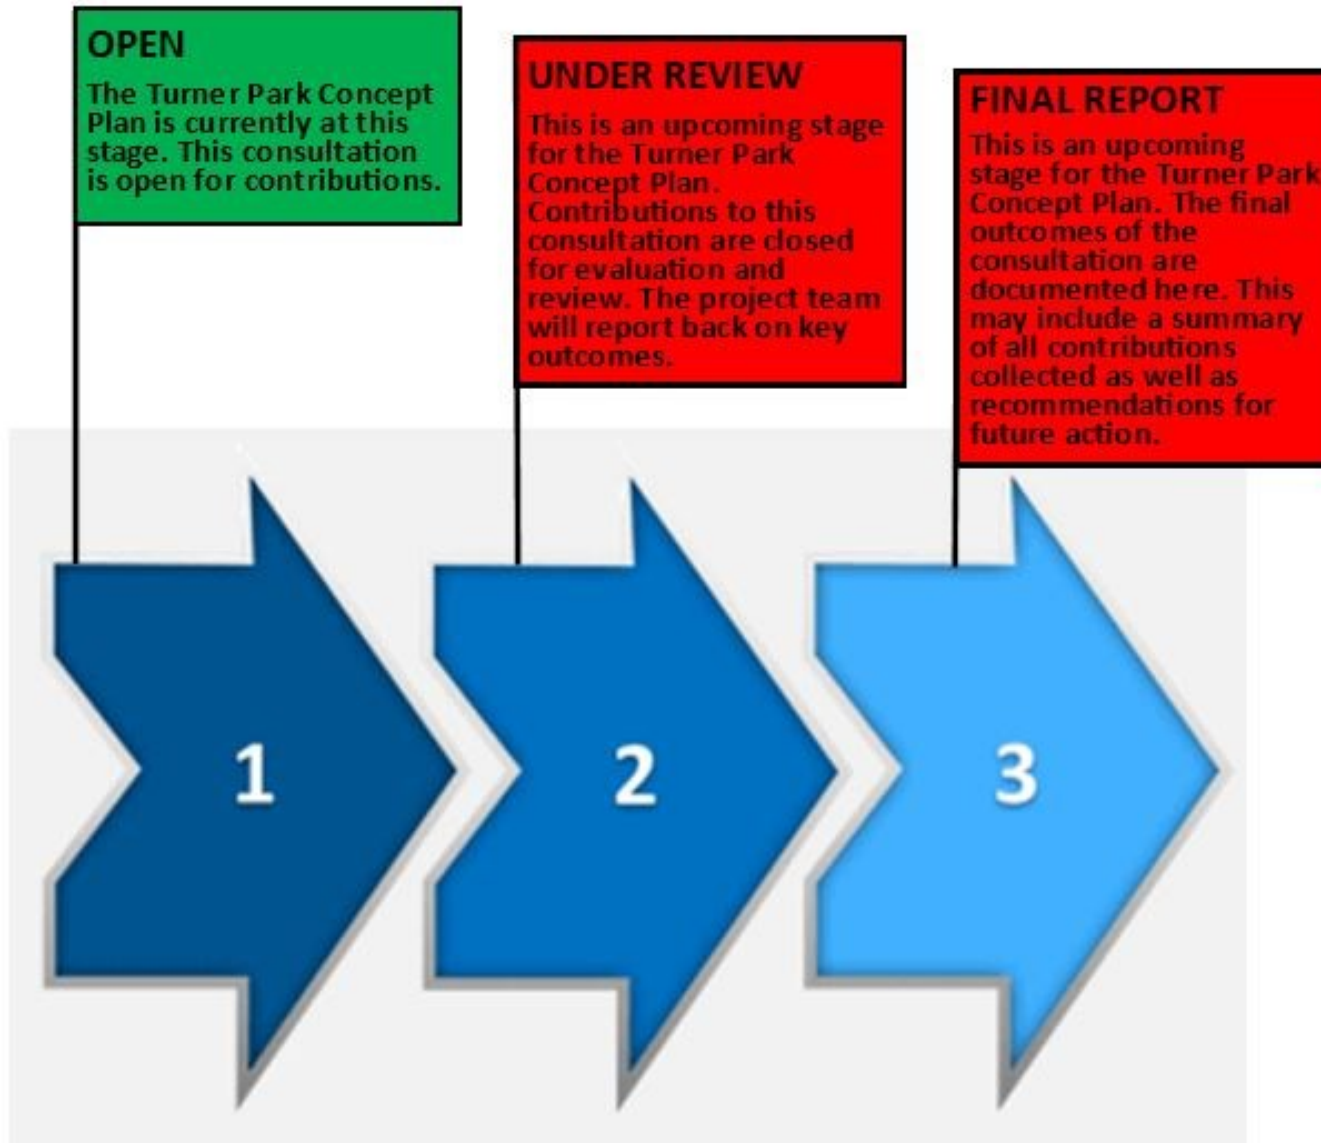 OPEN
The Turner Park Concept
Plan is currently at this
stage. This consultation
is open for contributions.
UNDER REVIEW
This is an upcoming stage
for the Turner Park
Concept Plan.
Contributions to this
consultation are closed
for evaluation and
review. The project team
will report back on key
outcomes.
FINAL REPORT
This is an upcoming
stage for the Turner Park
Concept Plan. The final
outcomes of the
consultation are
documented here. This
may include a summary
of all contributions
collected as well as
recommendations for
future action.
1
2
3